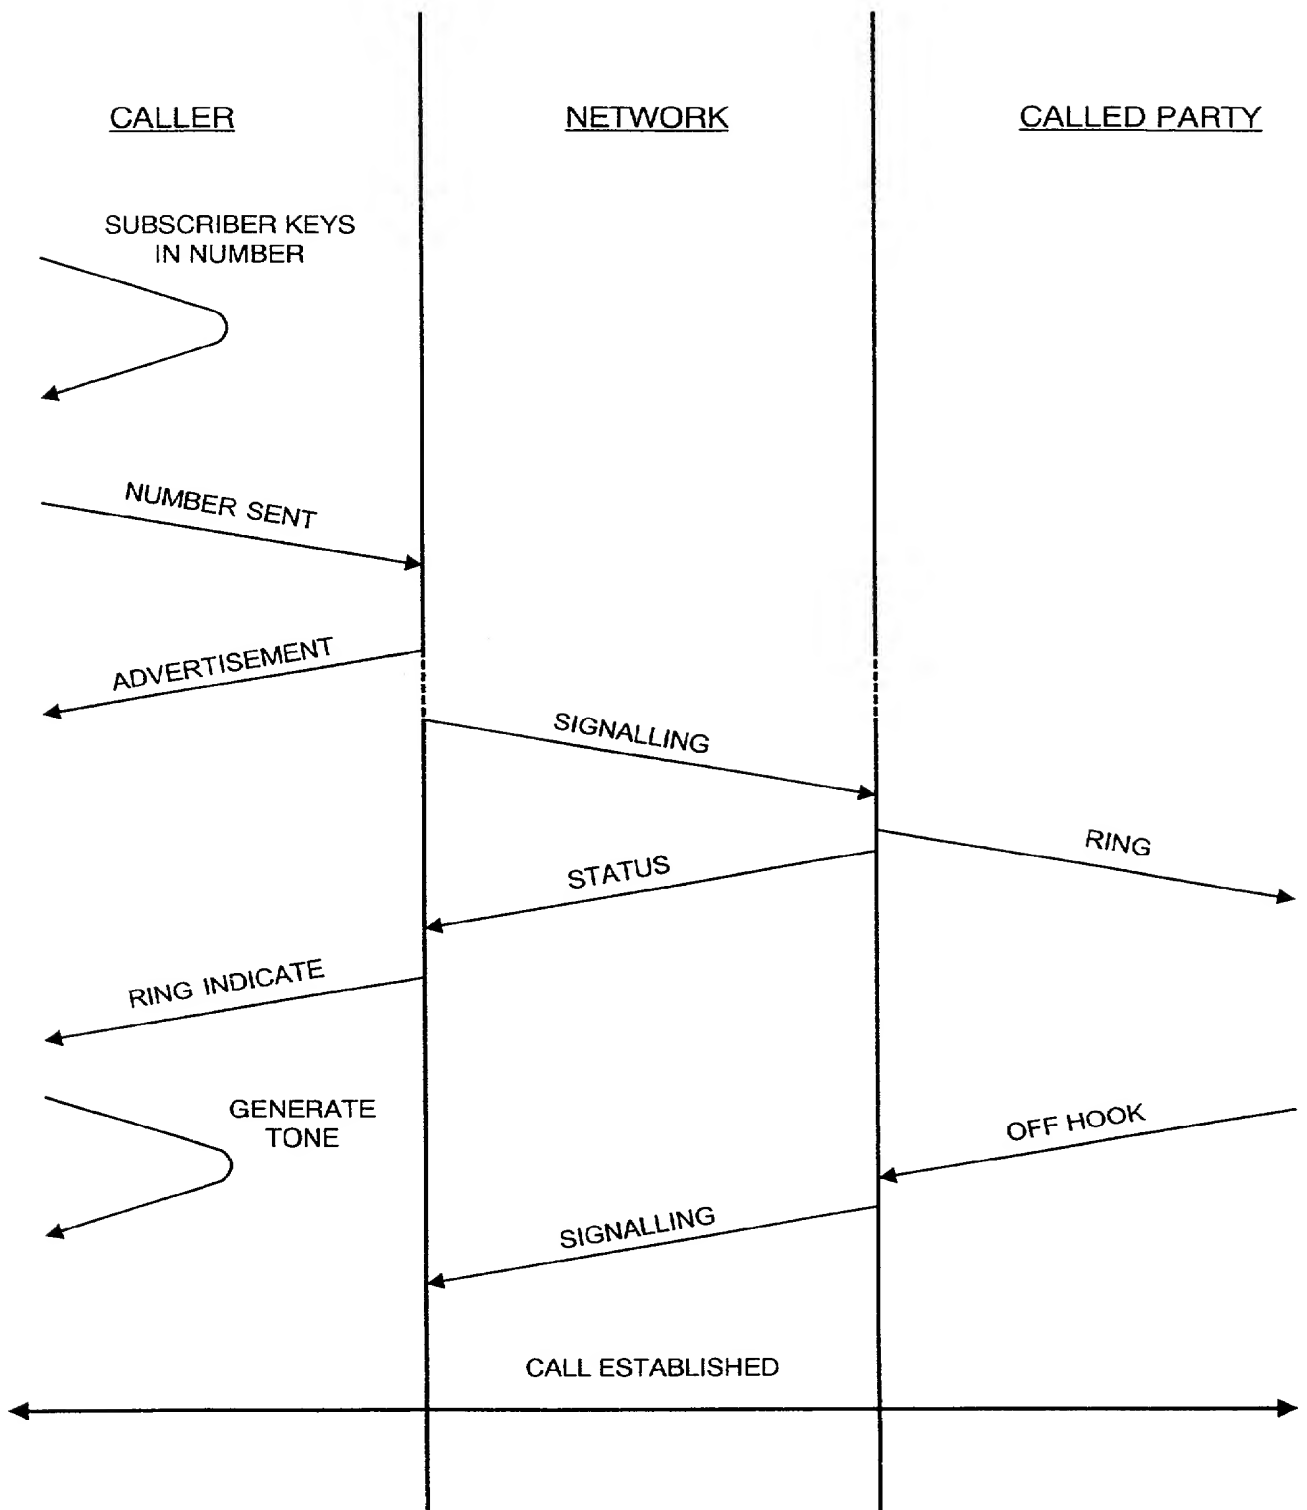 CALLER
NETWORK
CALLED PARTY
SUBSCRIBER KEYS
IN NUMBER
NUMBER SENT
ADVERTISEMENT
SIGNALLING
RING
STATUS
RING INDICATE
GENERATE
TONE
OFF HOOK
SIGNALLING
CALL ESTABLISHED